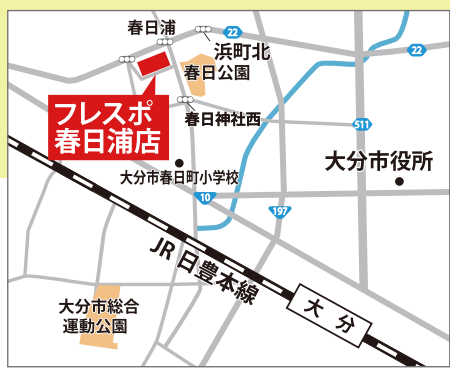 春日浦
22
浜町北
22
春日公園
フレスポ
春日浦店
春日神社西
511
大分市役所
大分市春日町小学校
10
197
JR日豊本線
大分
大分市総合
運動公園